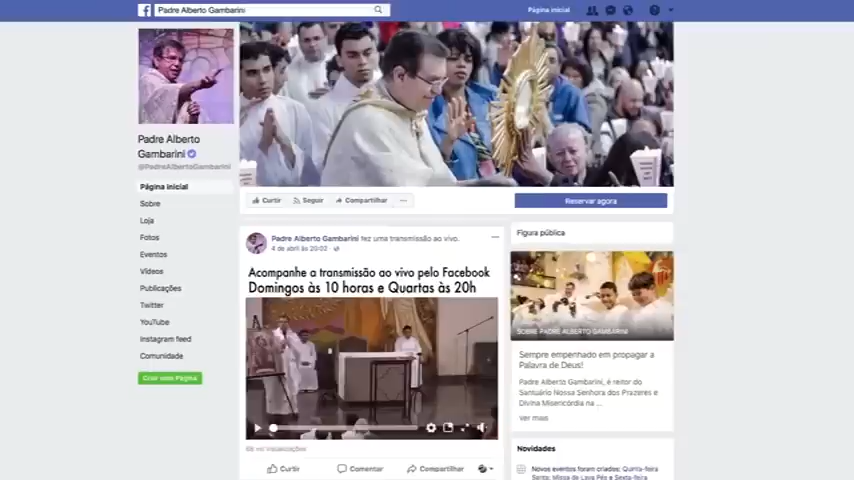 Padre Alberto Gambarini
Página inicial
Padre Alberto
Gambarini
@PadreAlbertoGambarini
Página inicial
Sobre
Loja
Fotos
Eventos
Vídeos
Publicações
Twitter
YouTube
Instagram feed
Comunidade
Criar uma Página
Curtir
Seguir
Compartilhar
Reservar agora
Padre Alberto Gambarini fez uma transmissão ao vivo.
4 de abril às 20:02
Acompanhe a transmissão ao vivo pelo Facebook
Domingos às 10 horas e Quartas às 20h
mil visualizações
Curtir
Comentar
Compartilhar
Figura pública
SOBRE PADRE ALBERTO GAMBARINI
Sempre empenhado em propagar a
Palavra de Deus!
Padre Alberto Gambarini, é reitor do
Santuário Nossa Senhora dos Prazeres e
Divina Misericórdia na ...
Ver mais
Novidades
Novos eventos foram criados: Quinta-feira
Santa: Missa de Lava Pés e Sexta-feira